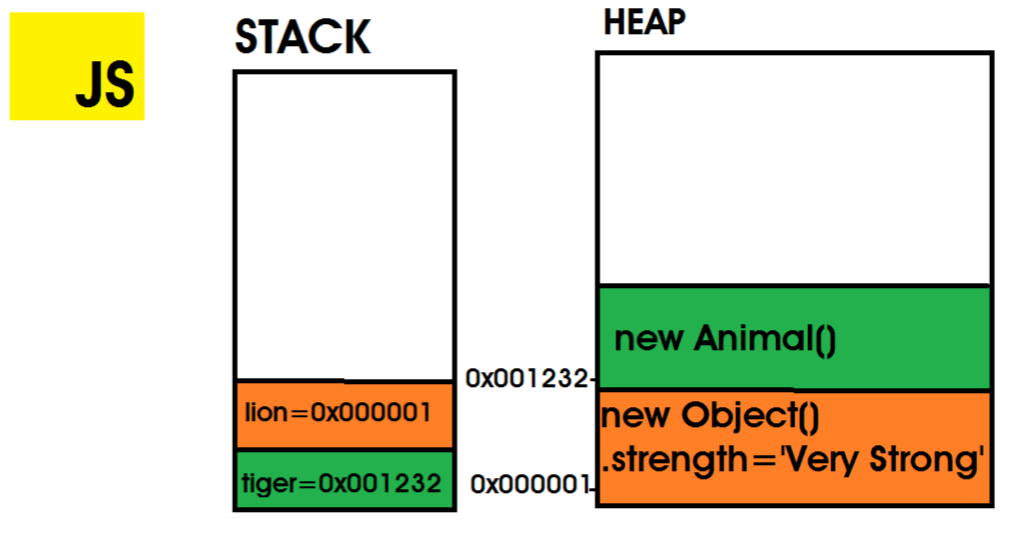 JS
STACK
HEAP
lion=0x000001
tiger=0x001232
0x001232
0x000001
new Animal()
new Object()
.strength='Very Strong'